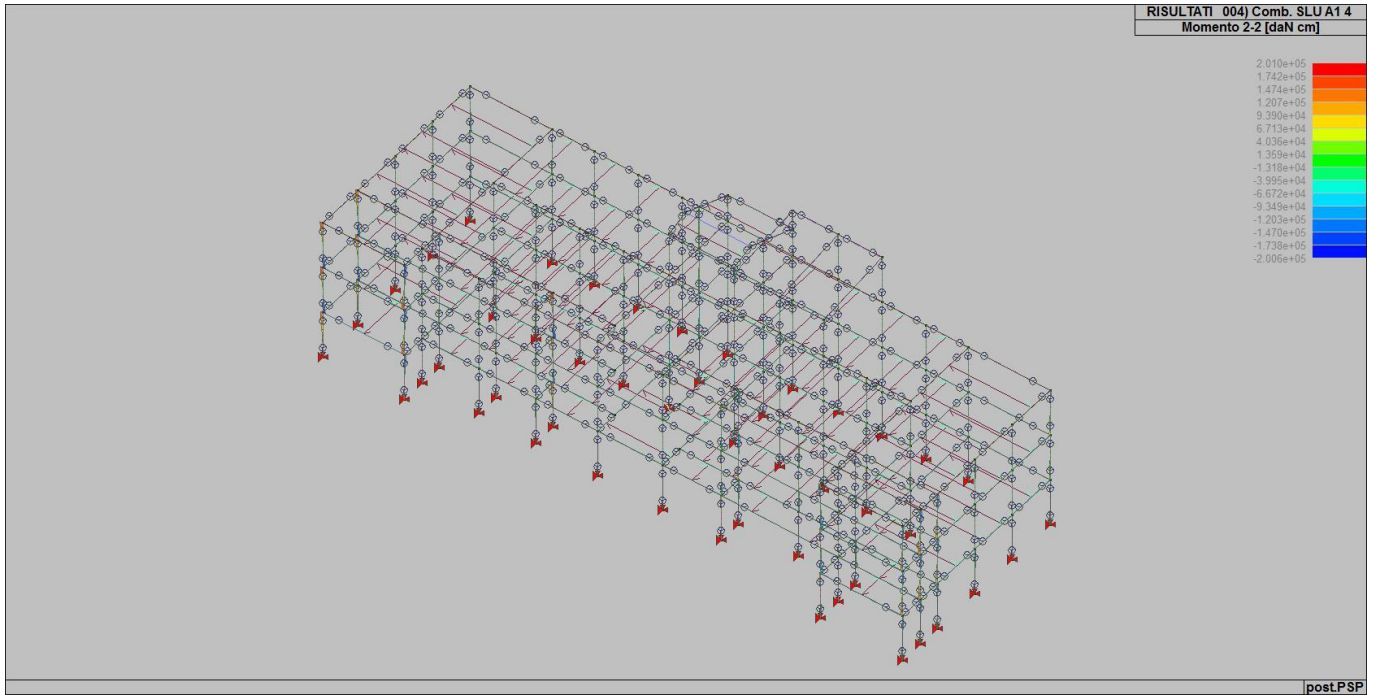 RISULTATI 004) Comb. SLU A1 4
Momento 2-2 [daN cm]
2.010e+05
1.742e+05
1.474e+05
1.207e+05
9.390e+04
6.713e+04
4.036e+04
1.359e+04
-1.318e+04
-3.995e+04
-6.672e+04
-9.349e+04
-1.203e+05
-1.470e+05
-1.738e+05
-2.006e+05
post.PSP